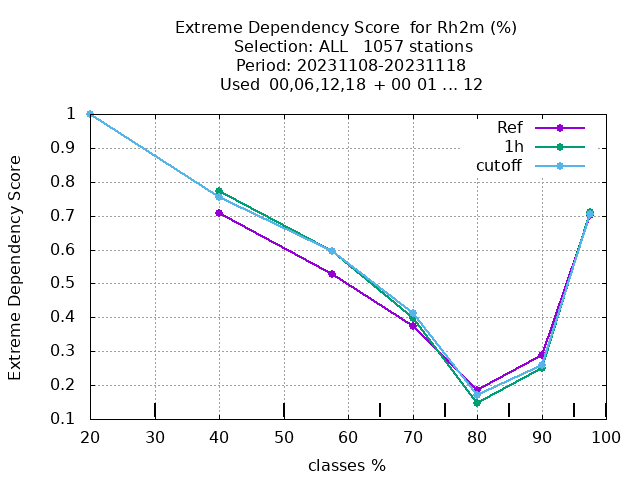 Extreme Dependency Score for Rh2m (%)
Selection: ALL 1057 stations
Period: 20231108-20231118
Used 00,06,12,18 + 00 01 ... 12
Extreme Dependency Score
1
0.9
0.8
0.7
0.6
0.5
0.4
0.3
0.2
0.1
Ref
1h
cutoff
20 30 40 50 60 70 80 90 100
classes %